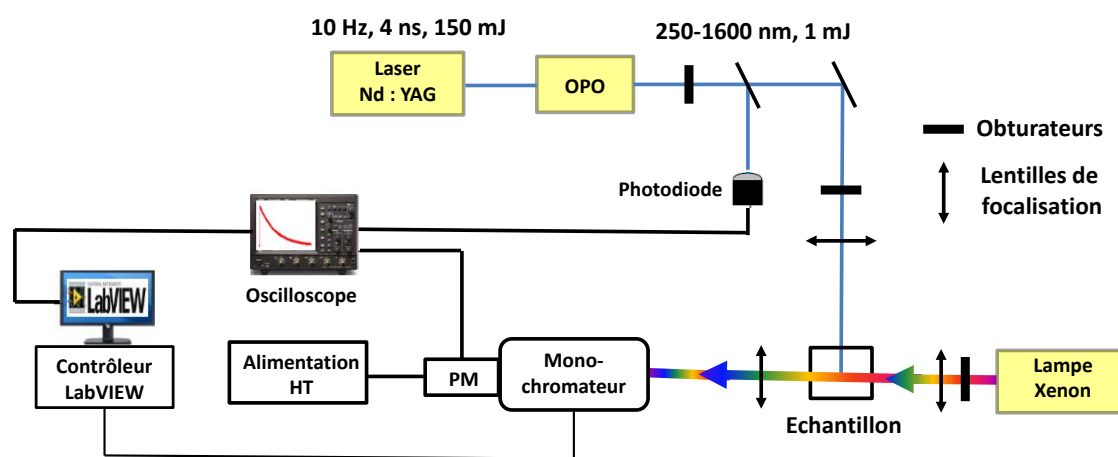 10 Hz, 4 ns, 150 mJ
250-1600 nm, 1 mJ
Laser
Nd : YAG
OPO
Obturateurs
Photodiode
Lentilles de
focalisation
LabVIEW
Oscilloscope
Contrôleur
LabVIEW
Alimentation
HT
PM
Mono-
chromateur
Echantillon
Lampe
Xenon